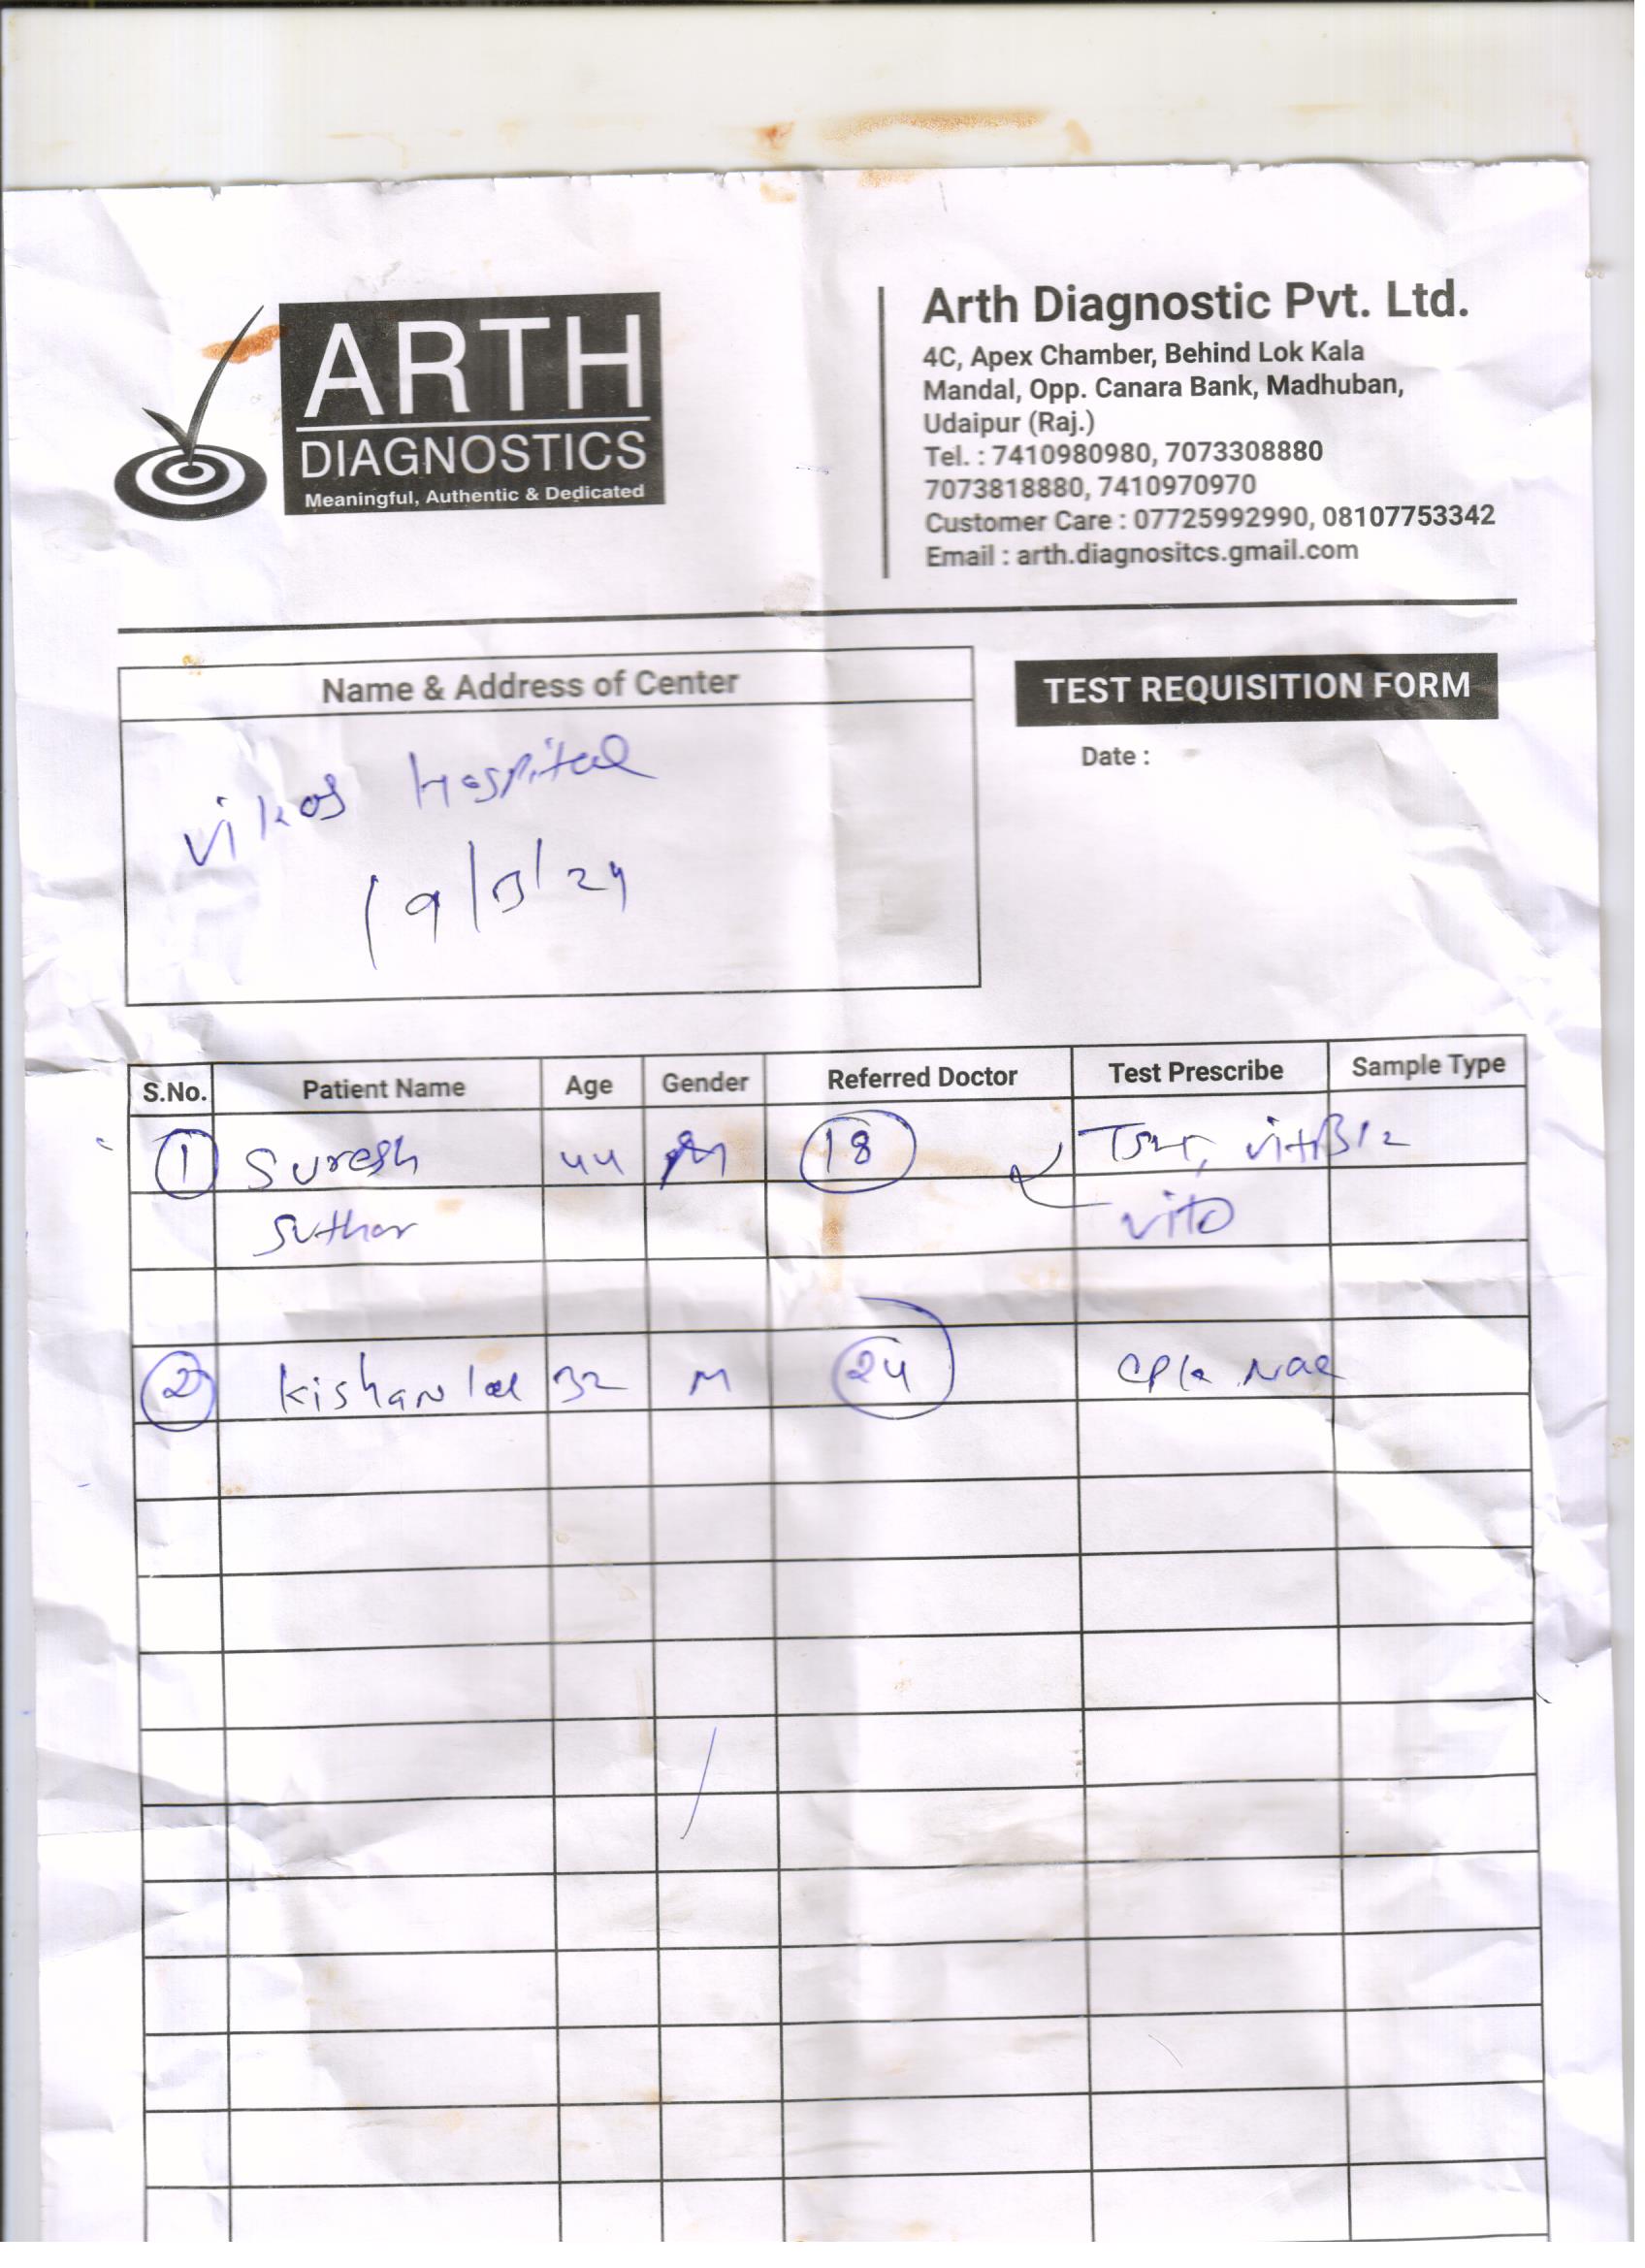 ARTH
DIAGNOSTICS
Meaningful, Authentic & Dedicated
Arth Diagnostic Pvt. Ltd.
4C, Apex Chamber, Behind Lok Kala
Mandal, Opp. Canara Bank, Madhuban,
Udaipur (Raj.)
Tel. : 7410980980, 7073308880
7073818880, 7410970970
Customer Care : 07725992990, 08107753342
Email : arth.diagnositcs.gmail.com
Name & Address of Center
TEST REQUISITION FORM
Date :
vikas Hospital
19/3/24
S.No. Patient Name Age Gender Referred Doctor Test Prescribe Sample Type
1 Suresh 44 M 18 TSH, vitB12
Suthar vitD
2 Kishan lal 32 M 24